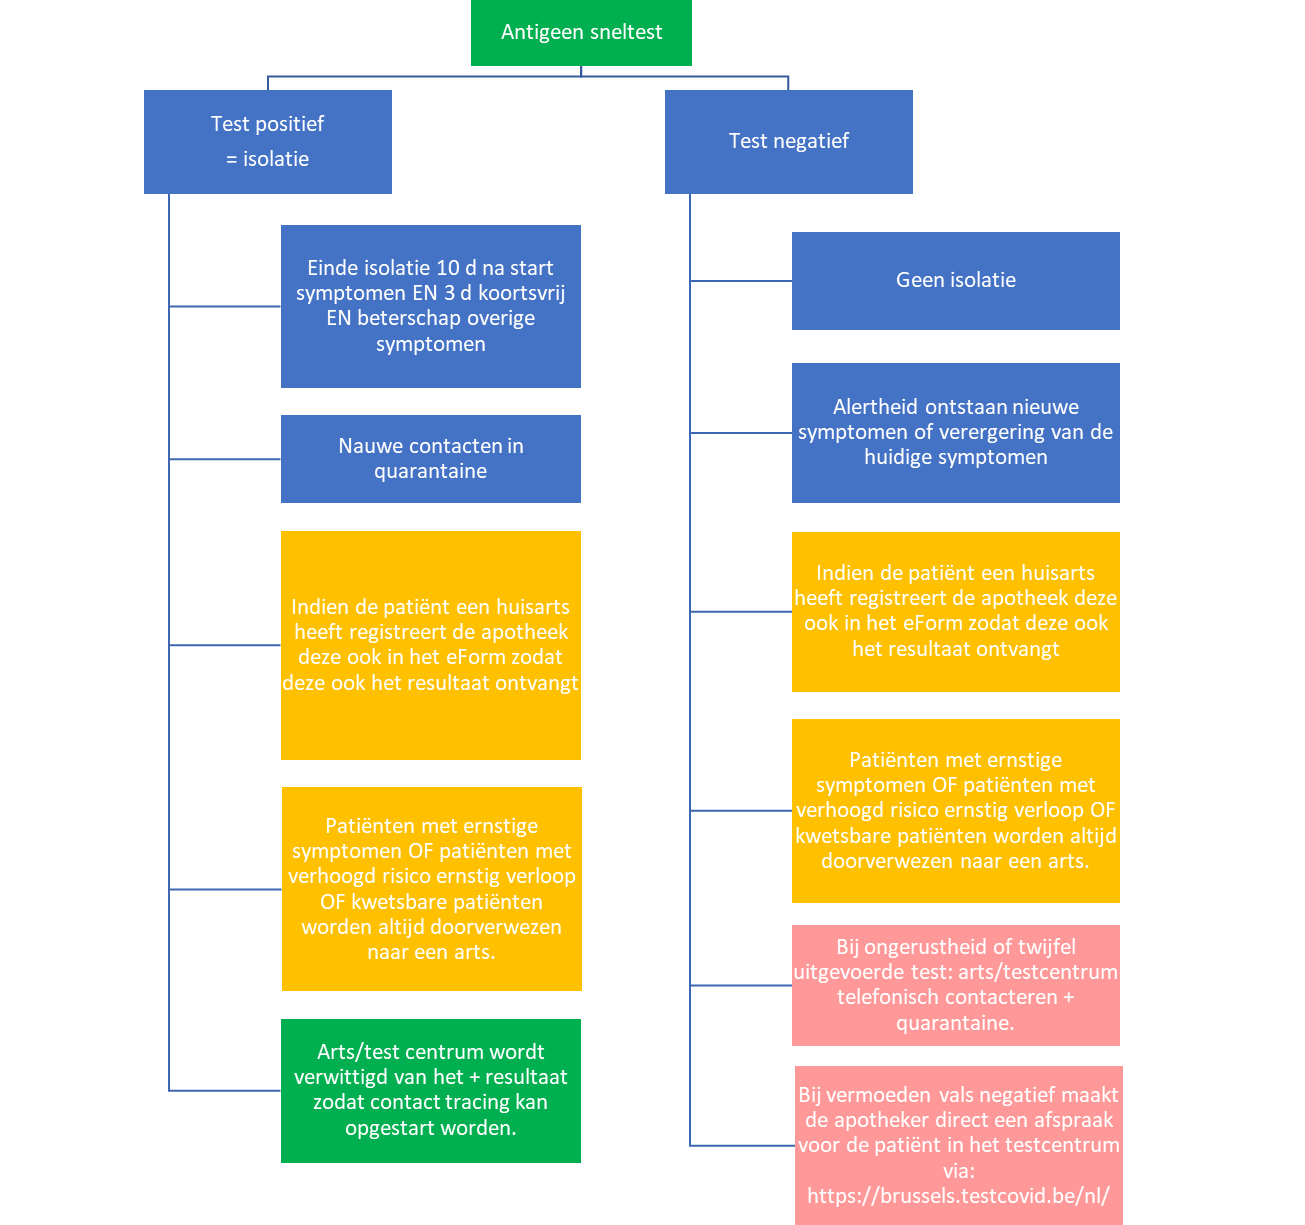 Antigeen sneltest
Test positief
= isolatie
Einde isolatie 10 d na start
symptomen EN 3 d koortsvrij
EN beterschap overige
symptomen
Nauwe contacten in
quarantaine
Indien de patiënt een huisarts
heeft registreert de apotheek
deze ook in het eForm zodat
deze ook het resultaat ontvangt
Patiënten met ernstige
symptomen OF patiënten met
verhoogd risico ernstig verloop
OF kwetsbare patiënten
worden altijd doorverwezen
naar een arts.
Arts/test centrum wordt
verwittigd van het + resultaat
zodat contact tracing kan
opgestart worden.
Test negatief
Geen isolatie
Alertheid ontstaan nieuwe
symptomen of verergering van de
huidige symptomen
Indien de patiënt een huisarts
heeft registreert de apotheek deze
ook in het eForm zodat deze ook
het resultaat ontvangt
Patiënten met ernstige
symptomen OF patiënten met
verhoogd risico ernstig verloop OF
kwetsbare patiënten worden altijd
doorverwezen naar een arts.
Bij ongerustheid of twijfel
uitgevoerde test: arts/testcentrum
telefonisch contacteren +
quarantaine.
Bij vermoeden vals negatief maakt
de apotheker direct een afspraak
voor de patiënt in het testcentrum
via:
https://brussels.testcovid.be/nl/